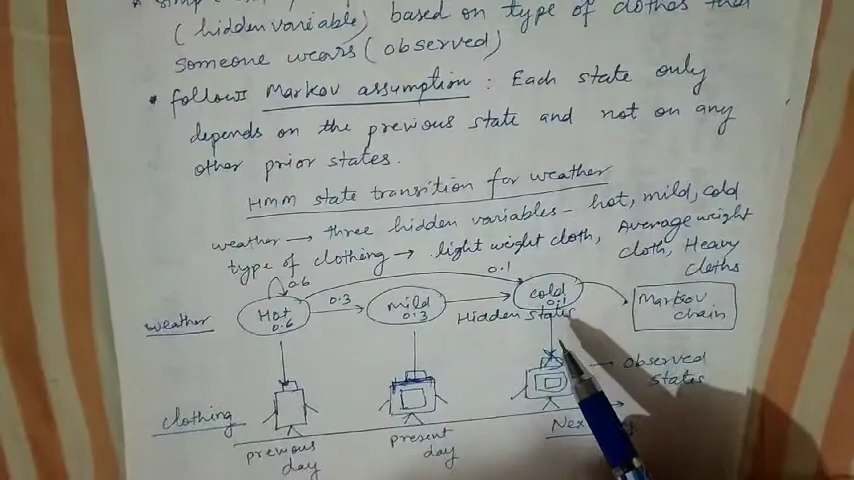 (hidden variable) based on type of clothes that
someone wears (observed)
• follows Markov assumption : Each state only
depends on the previous state and not on any
other prior states.
HMM state transition for weather
weather → three hidden variables - hot, mild, cold
type of clothing → light weight cloth, Average weight
cloth, Heavy
cloths
0.6
0.3
0.1
weather
Hot
0.6
mild
0.3
cold
0.1
Markov
chain
Hidden states
observed
states
clothing
previous
day
present
day